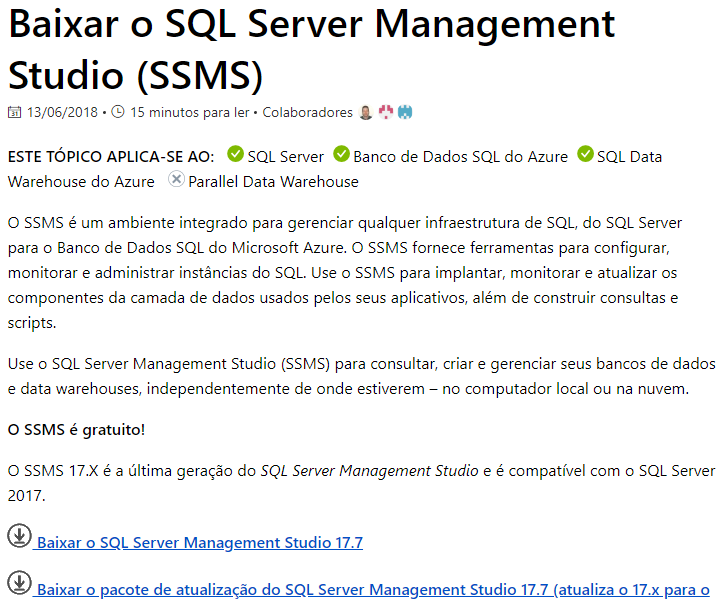 Baixar o SQL Server Management
Studio (SSMS)
13/06/2018 • 15 minutos para ler • Colaboradores
ESTE TÓPICO APLICA-SE AO: SQL Server Banco de Dados SQL do Azure SQL Data
Warehouse do Azure Parallel Data Warehouse
O SSMS é um ambiente integrado para gerenciar qualquer infraestrutura de SQL, do SQL Server
para o Banco de Dados SQL do Microsoft Azure. O SSMS fornece ferramentas para configurar,
monitorar e administrar instâncias do SQL. Use o SSMS para implantar, monitorar e atualizar os
componentes da camada de dados usados pelos seus aplicativos, além de construir consultas e
scripts.
Use o SQL Server Management Studio (SSMS) para consultar, criar e gerenciar seus bancos de dados
e data warehouses, independentemente de onde estiverem – no computador local ou na nuvem.
O SSMS é gratuito!
O SSMS 17.X é a última geração do SQL Server Management Studio e é compatível com o SQL Server
2017.
Baixar o SQL Server Management Studio 17.7
Baixar o pacote de atualização do SQL Server Management Studio 17.7 (atualiza o 17.x para o